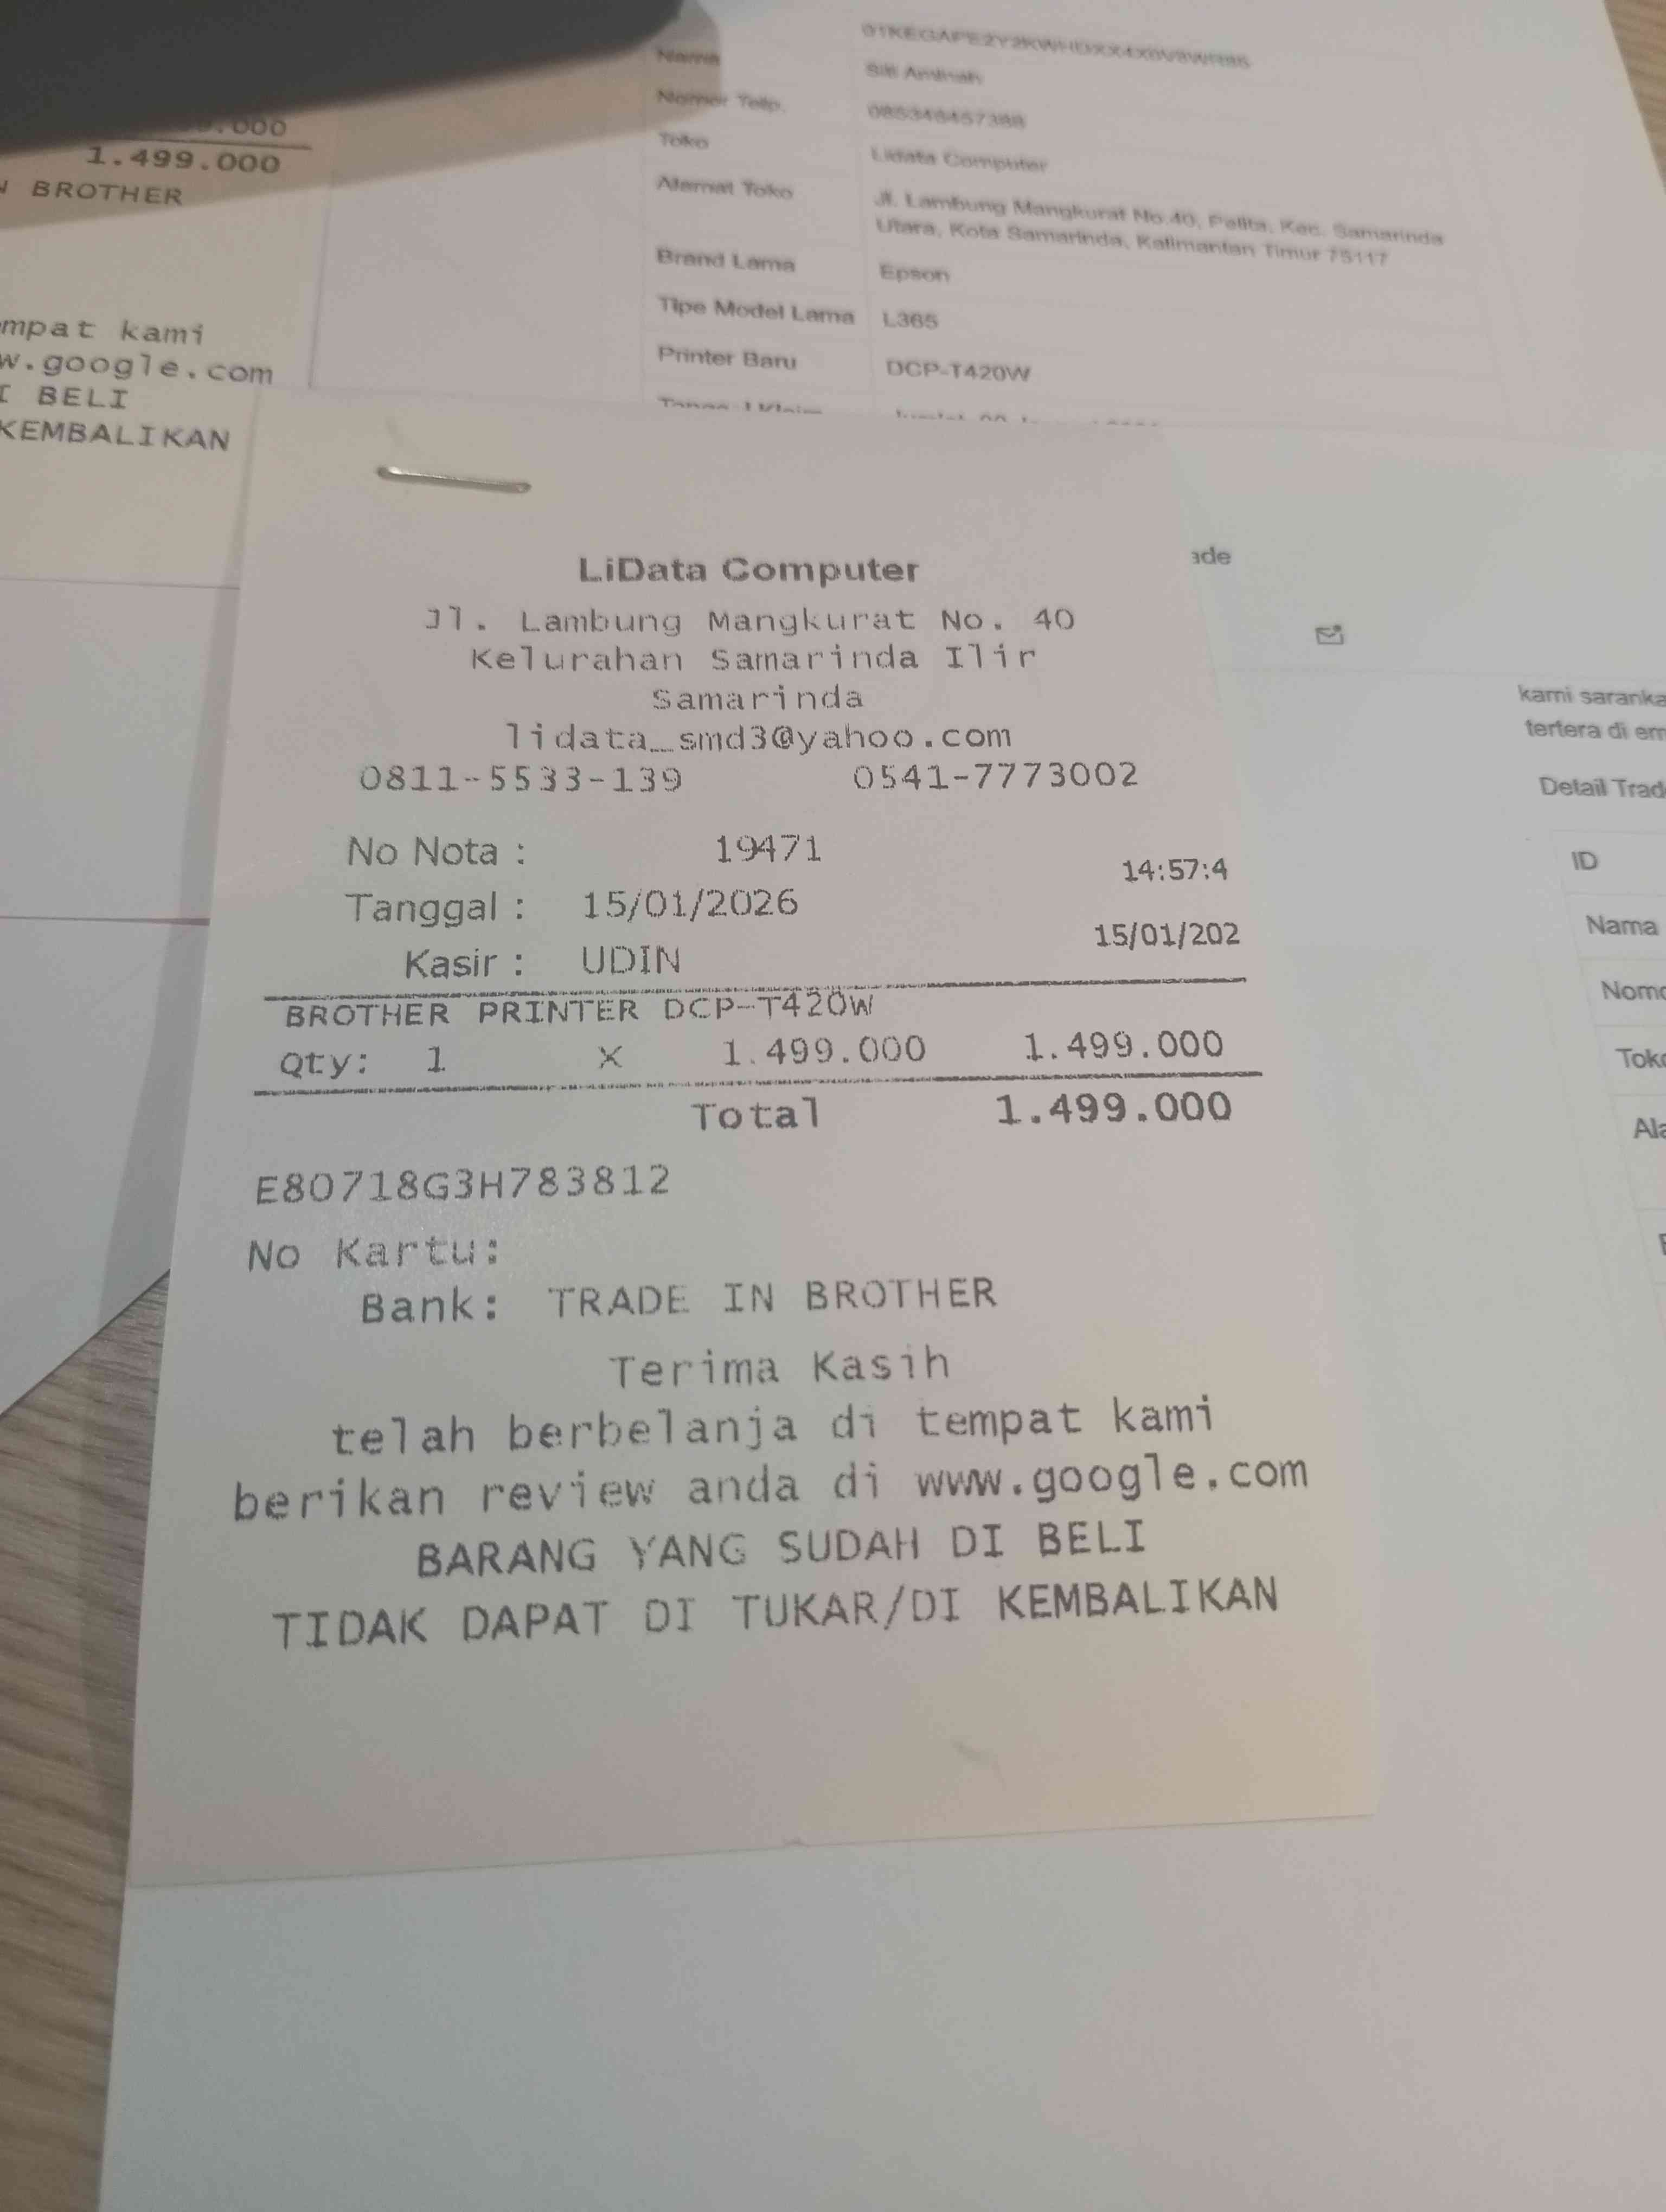 .000
1.499.000
BROTHER
mpat kami
w.google.com
I BELI
KEMBALIKAN
Nama Siti Aminah
Nomor Telp.
Toko Lidata Computer
Alamat Toko Jl. Lambung Mangkurat No.40, Pelita, Kec. Samarinda
Utara, Kota Samarinda, Kalimantan Timur 75117
Brand Lama Epson
Tipe Model Lama L365
Printer Baru DCP-T420W
LiData Computer
Jl. Lambung Mangkurat No. 40
Kelurahan Samarinda Ilir
Samarinda
lidata_smd3@yahoo.com
0811-5533-139 0541-7773002
No Nota : 19471 14:57:4
Tanggal : 15/01/2026
15/01/202
Kasir : UDIN
BROTHER PRINTER DCP-T420W
Qty: 1 X 1.499.000 1.499.000
Total 1.499.000
E80718G3H783812
No Kartu:
Bank: TRADE IN BROTHER
Terima Kasih
telah berbelanja di tempat kami
berikan review anda di www.google.com
BARANG YANG SUDAH DI BELI
TIDAK DAPAT DI TUKAR/DI KEMBALIKAN
ade
kami saranka
tertera di em
Detail Trad
ID
Nama
Nomo
Toko
Ala